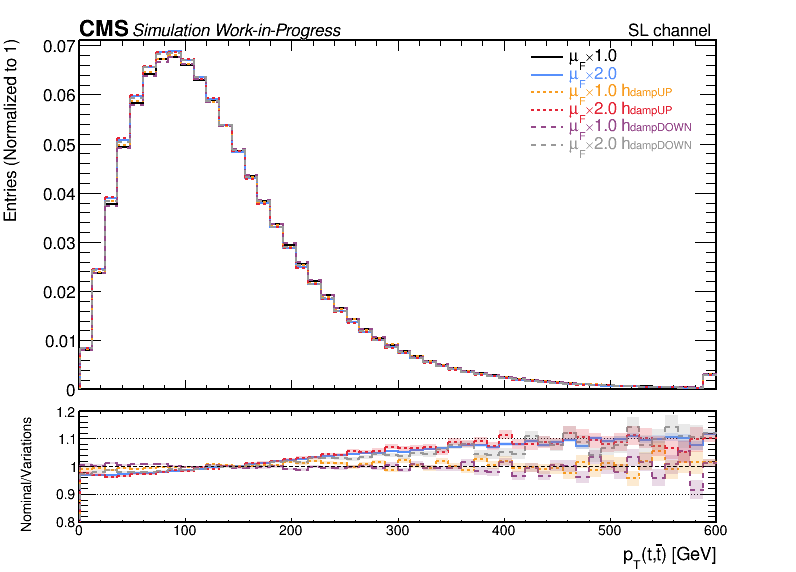 CMS Simulation Work-in-Progress SL channel
Entries (Normalized to 1)
0.07
0.06
0.05
0.04
0.03
0.02
0.01
0
μF×1.0
μF×2.0
μF×1.0 hdampUP
μF×2.0 hdampUP
μF×1.0 hdampDOWN
μF×2.0 hdampDOWN
Nominal/Variations
1.2
1.1
1
0.9
0.8
0 100 200 300 400 500 600
pT(t,t̄) [GeV]